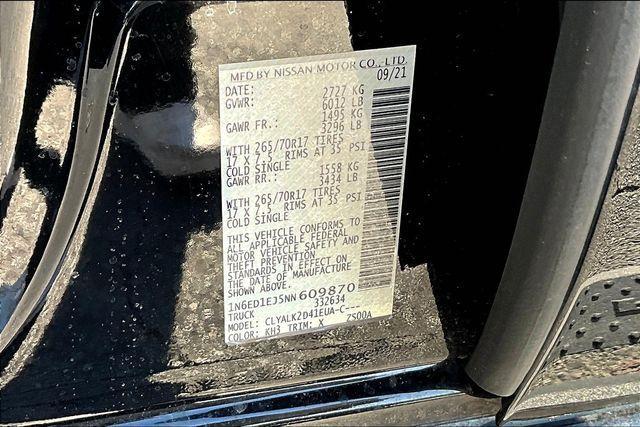 MFD BY NISSAN MOTOR CO., LTD.
DATE: 09/21
GVWR: 2727 KG
6012 LB
GAWR FR.: 1495 KG
3296 LB
WITH 265/70R17 TIRES
17 X 7.5 RIMS AT 35 PSI
COLD SINGLE
GAWR RR.: 1558 KG
3434 LB
WITH 265/70R17 TIRES
17 X 7.5 RIMS AT 35 PSI
COLD SINGLE
THIS VEHICLE CONFORMS TO
ALL APPLICABLE FEDERAL
MOTOR VEHICLE SAFETY AND
THEFT PREVENTION
STANDARDS IN EFFECT ON
THE DATE OF MANUFACTURE
SHOWN ABOVE.
1N6ED1EJ5NN609870
TRUCK 332634
MODEL: CLYALK2D41EUA-C---
COLOR: KH3 TRIM: X 7S00A